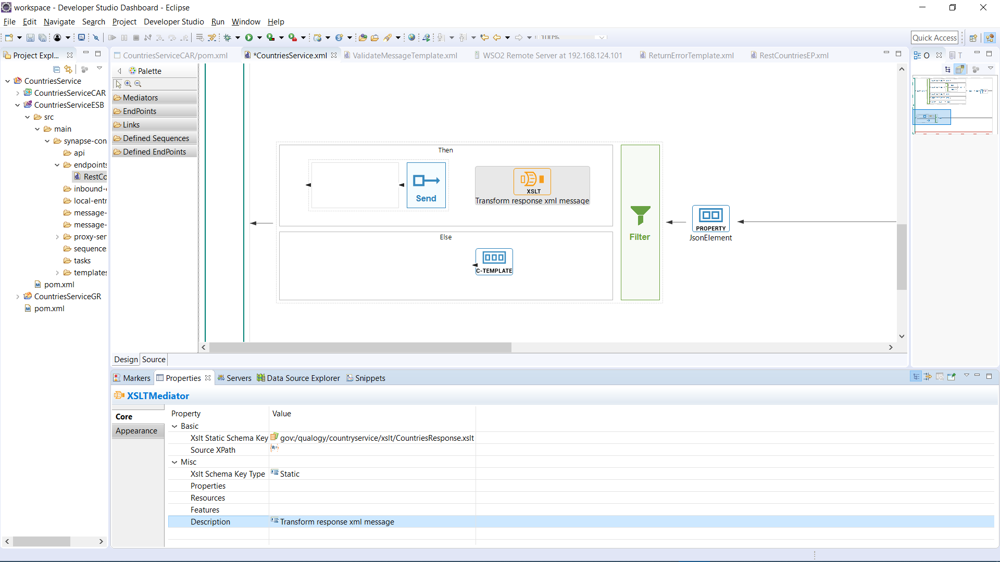 workspace - Developer Studio Dashboard - Eclipse
File Edit Navigate Search Project Developer Studio Run Window Help
100%
Quick Access
Project Expl...
CountriesServiceCAR/pom.xml
*CountriesService.xml
ValidateMessageTemplate.xml
WSO2 Remote Server at 192.168.124.101
ReturnErrorTemplate.xml
RestCountriesEP.xml
O
T
CountriesService
CountriesServiceCAR
CountriesServiceESB
src
main
synapse-con
api
endpoints
RestCo
inbound-
local-entr
message-
message-
proxy-ser
sequence
tasks
templates
pom.xml
CountriesServiceGR
pom.xml
Palette
Mediators
EndPoints
Links
Defined Sequences
Defined EndPoints
Then
Send
XSLT
Transform response xml message
Else
C-TEMPLATE
Filter
PROPERTY
JsonElement
Design
Source
Markers
Properties
Servers
Data Source Explorer
Snippets
XSLTMediator
Core
Appearance
Property Value
Basic
Xslt Static Schema Key gov:/qualogy/countryservice/xslt/CountriesResponse.xslt
Source XPath
Misc
Xslt Schema Key Type Static
Properties
Resources
Features
Description Transform response xml message